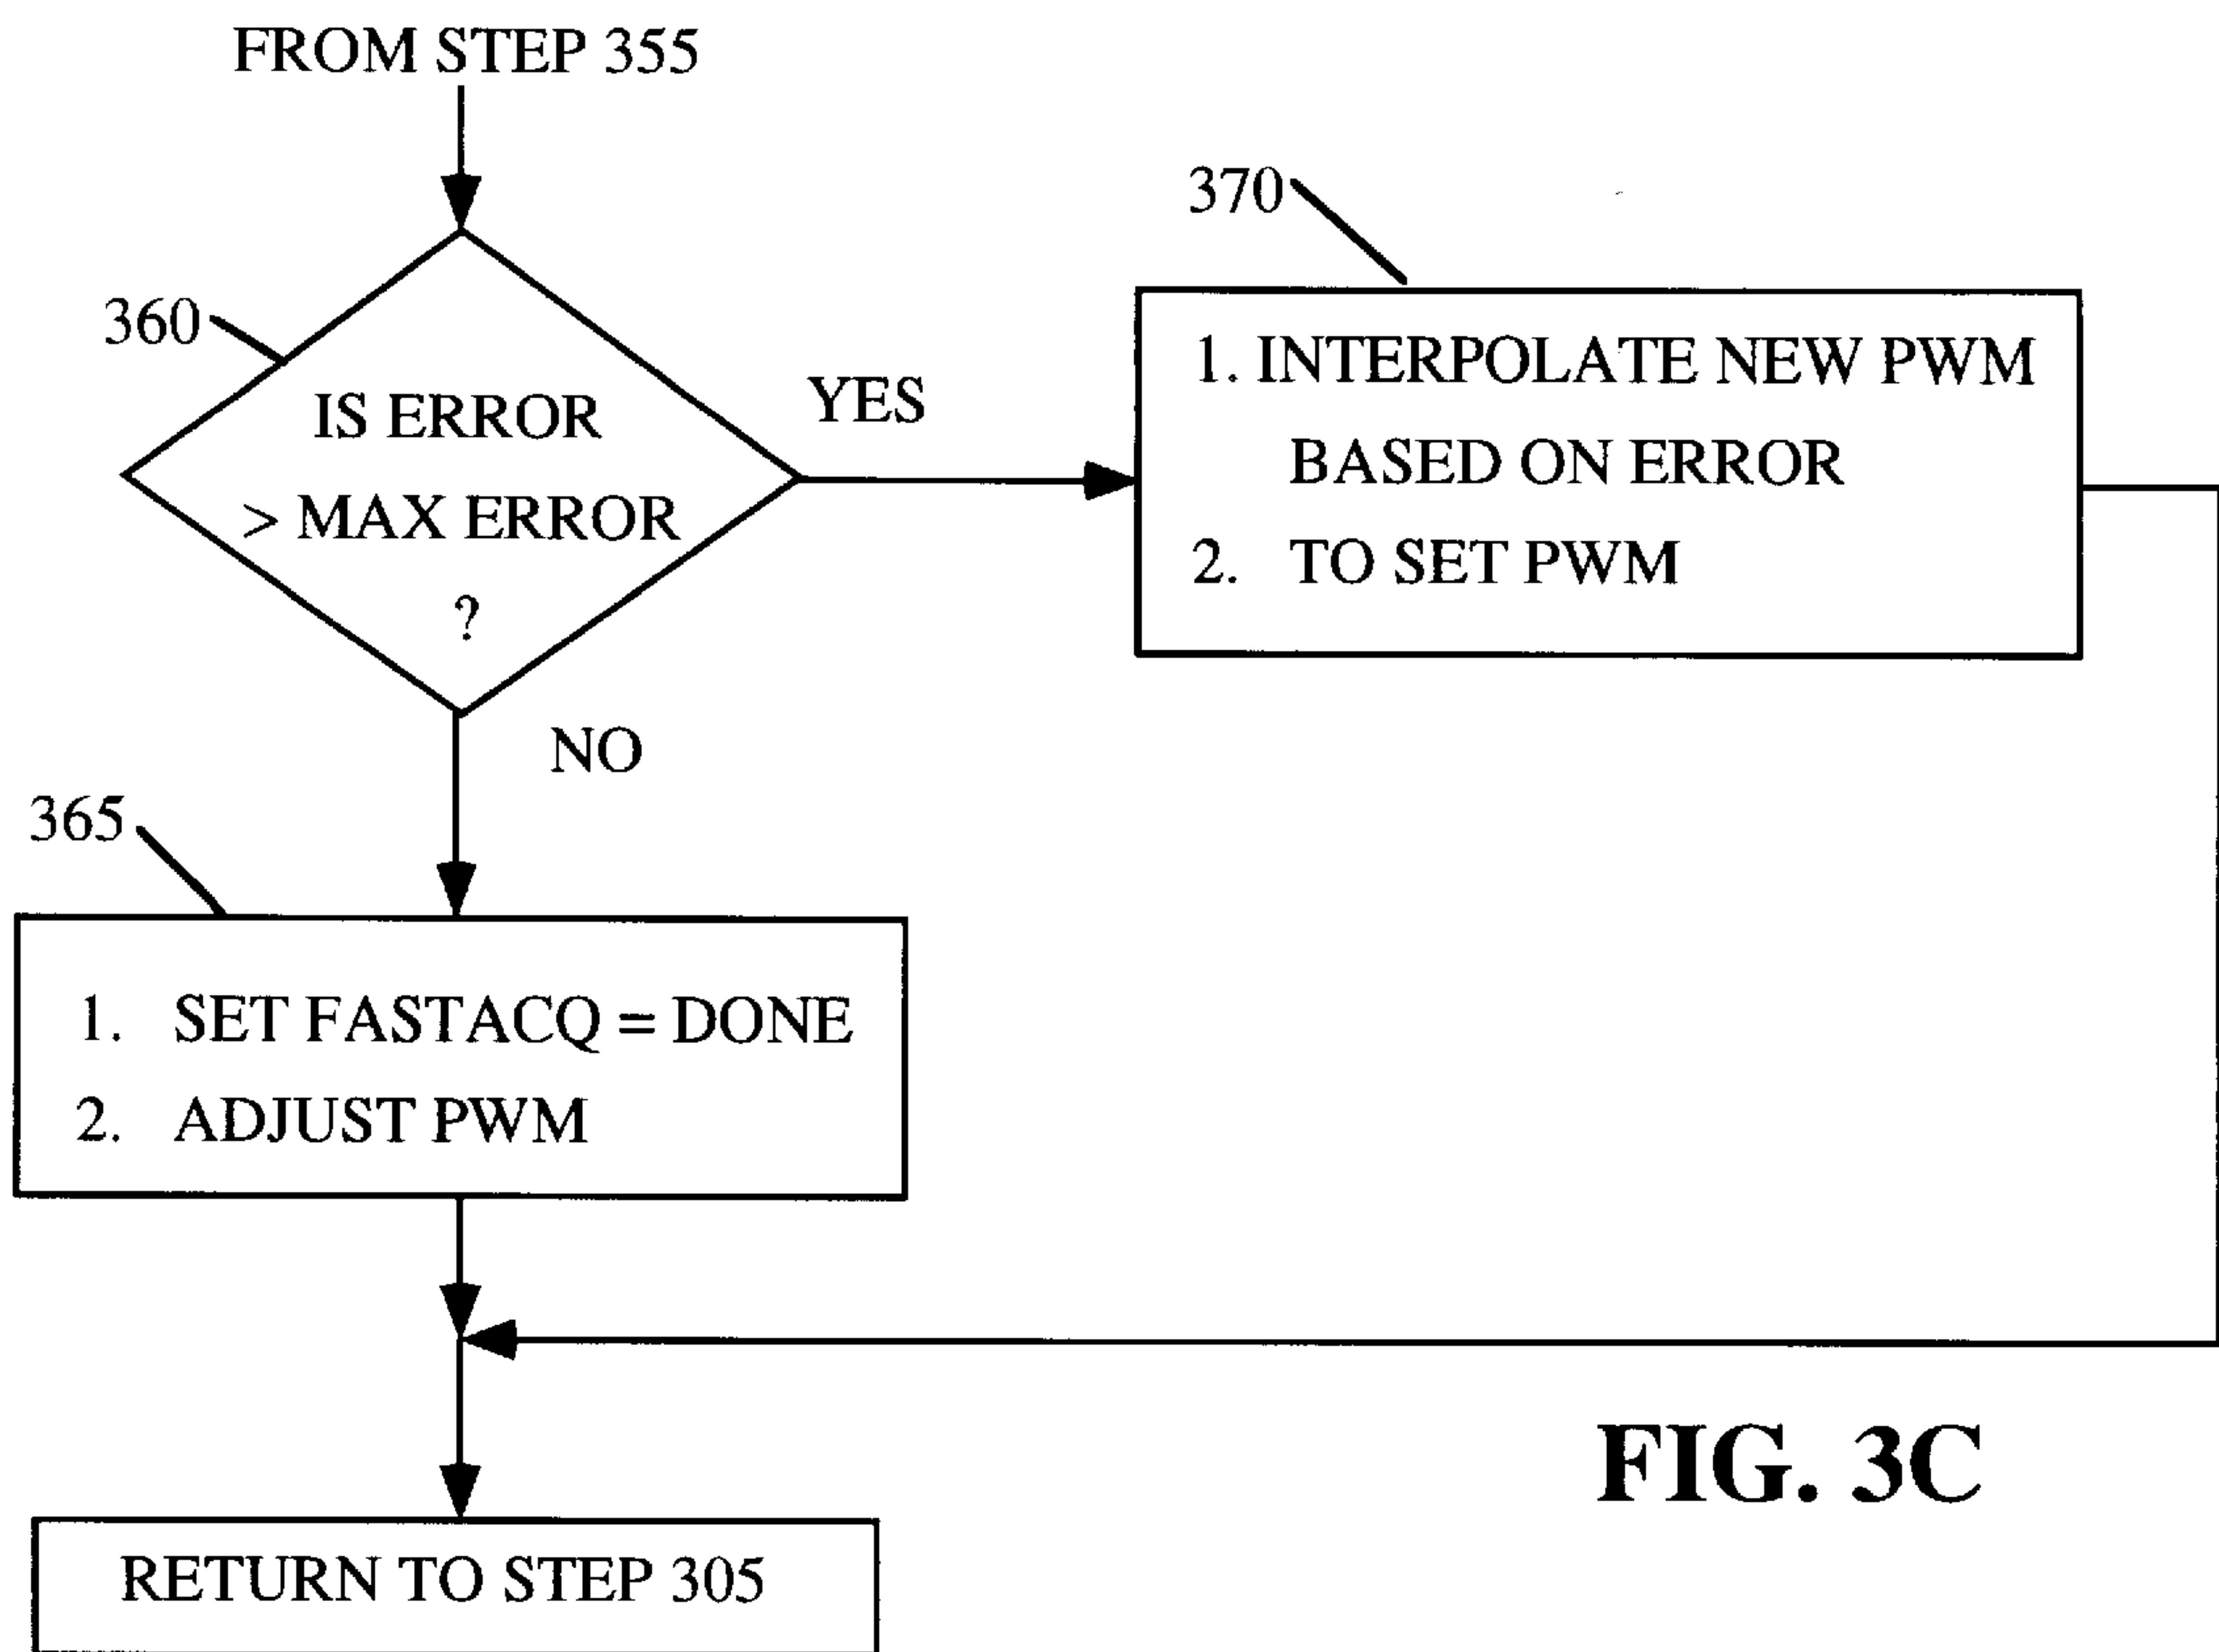 FROM STEP 355
360
IS ERROR
> MAX ERROR
?
YES
370
1. INTERPOLATE NEW PWM
BASED ON ERROR
2. TO SET PWM
NO
365
1. SET FASTACQ = DONE
2. ADJUST PWM
RETURN TO STEP 305
FIG. 3C